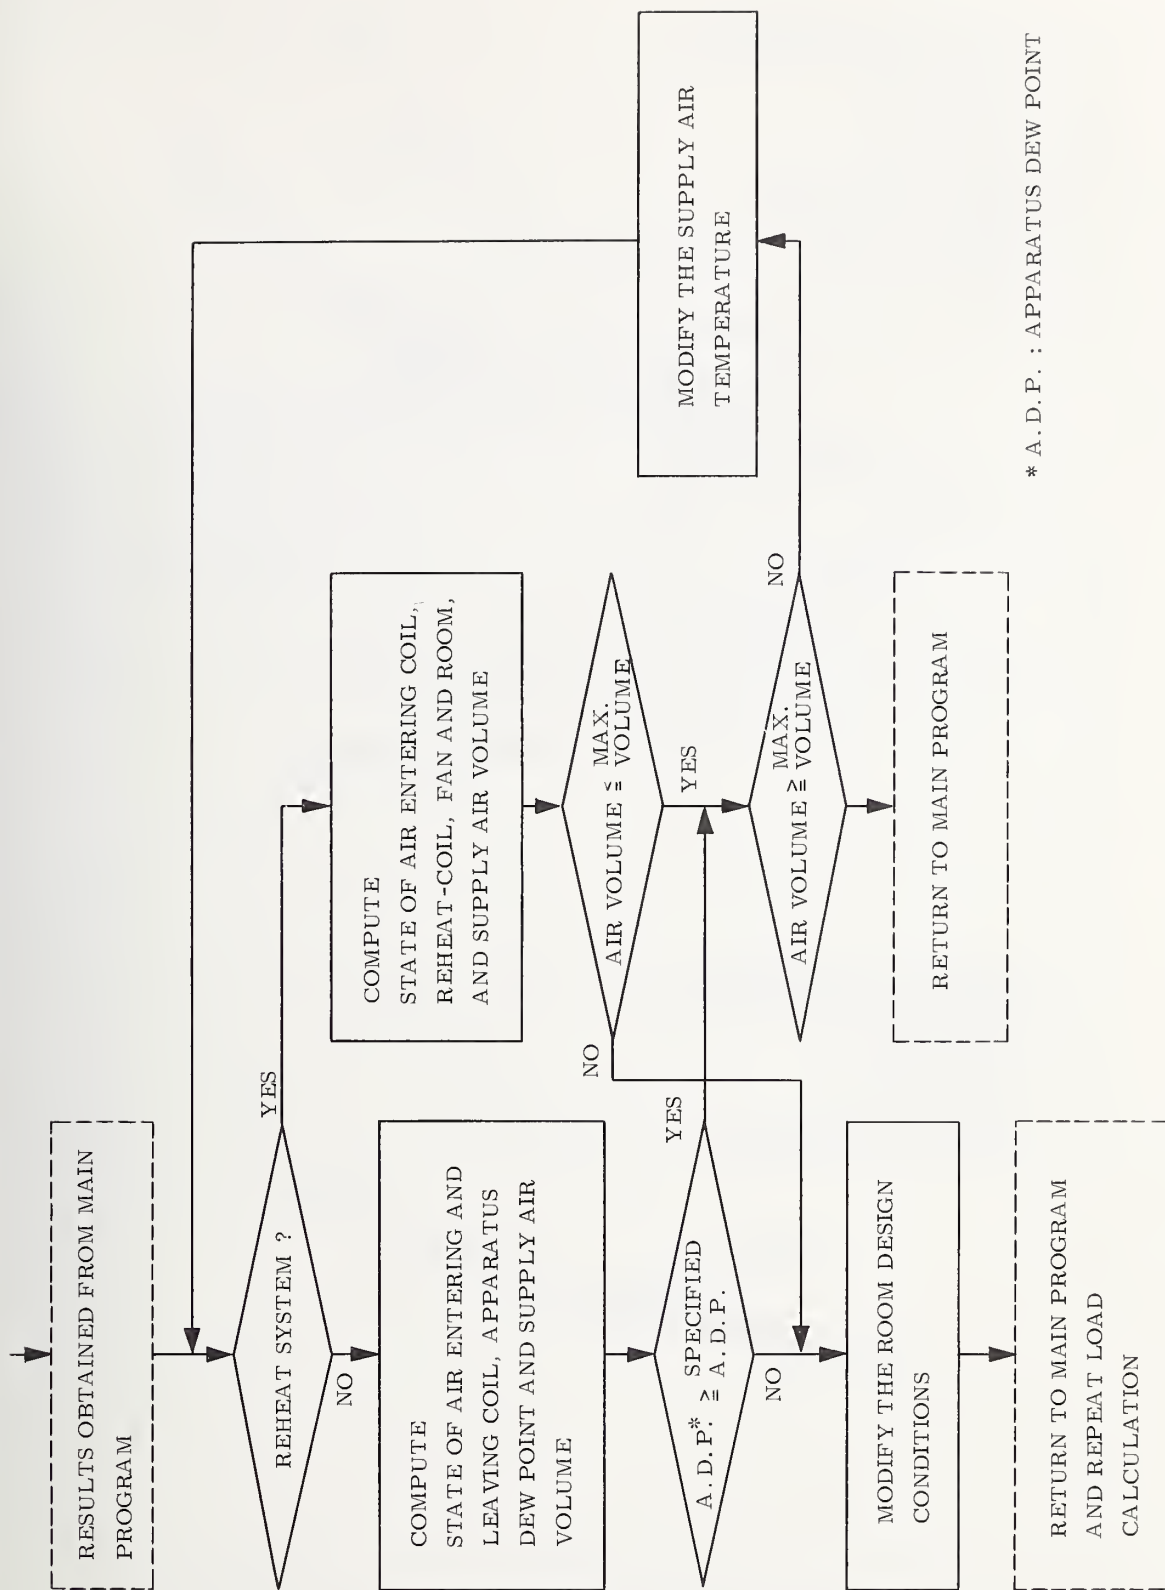 RESULTS OBTAINED FROM MAIN
PROGRAM
REHEAT SYSTEM ?
YES
NO
COMPUTE
STATE OF AIR ENTERING AND
LEAVING COIL, APPARATUS
DEW POINT AND SUPPLY AIR
VOLUME
A.D.P.* ≥ SPECIFIED
A.D.P.
YES
NO
MODIFY THE ROOM DESIGN
CONDITIONS
RETURN TO MAIN PROGRAM
AND REPEAT LOAD
CALCULATION
COMPUTE
STATE OF AIR ENTERING COIL,
REHEAT-COIL, FAN AND ROOM,
AND SUPPLY AIR VOLUME
AIR VOLUME ≤ MAX.
VOLUME
NO
YES
AIR VOLUME ≥ MAX.
VOLUME
NO
RETURN TO MAIN PROGRAM
MODIFY THE SUPPLY AIR
TEMPERATURE
* A.D.P. : APPARATUS DEW POINT